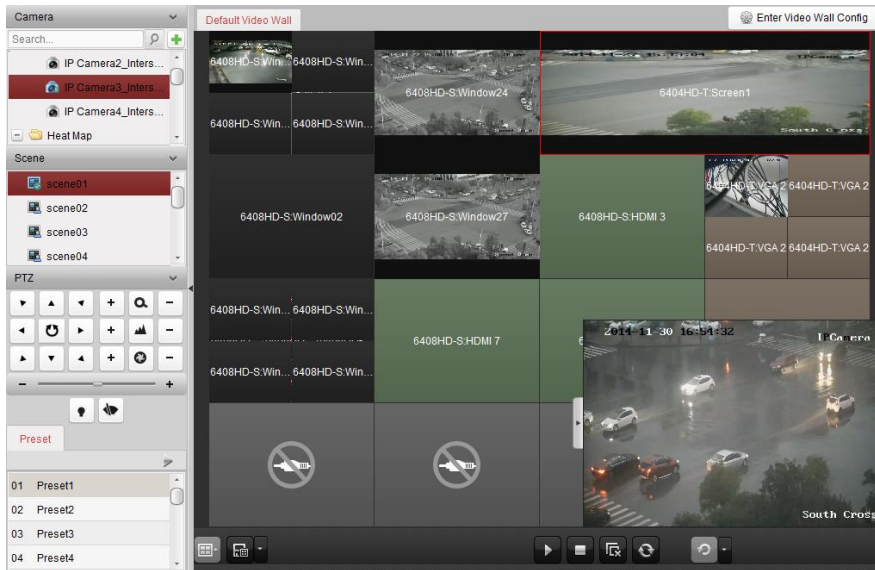 Camera
Search...
IP Camera2_Inters...
IP Camera3_Inters...
IP Camera4_Inters...
Heat Map
Scene
scene01
scene02
scene03
scene04
PTZ
Preset
01 Preset1
02 Preset2
03 Preset3
04 Preset4
Default Video Wall
Enter Video Wall Config
6408HD-S:Win... 6408HD-S:Win...
6408HD-S:Win... 6408HD-S:Win...
6408HD-S:Window24
6404HD-T:Screen1
South Cross
6408HD-S:Window02
6408HD-S:Window27
6408HD-S:HDMI 3
6404HD-T:VGA 2 6404HD-T:VGA 2
6404HD-T:VGA 2 6404HD-T:VGA 2
6408HD-S:Win... 6408HD-S:Win...
6408HD-S:Win... 6408HD-S:Win...
6408HD-S:HDMI 7
2014-11-30 16:54:32
IPCamera
South Cross